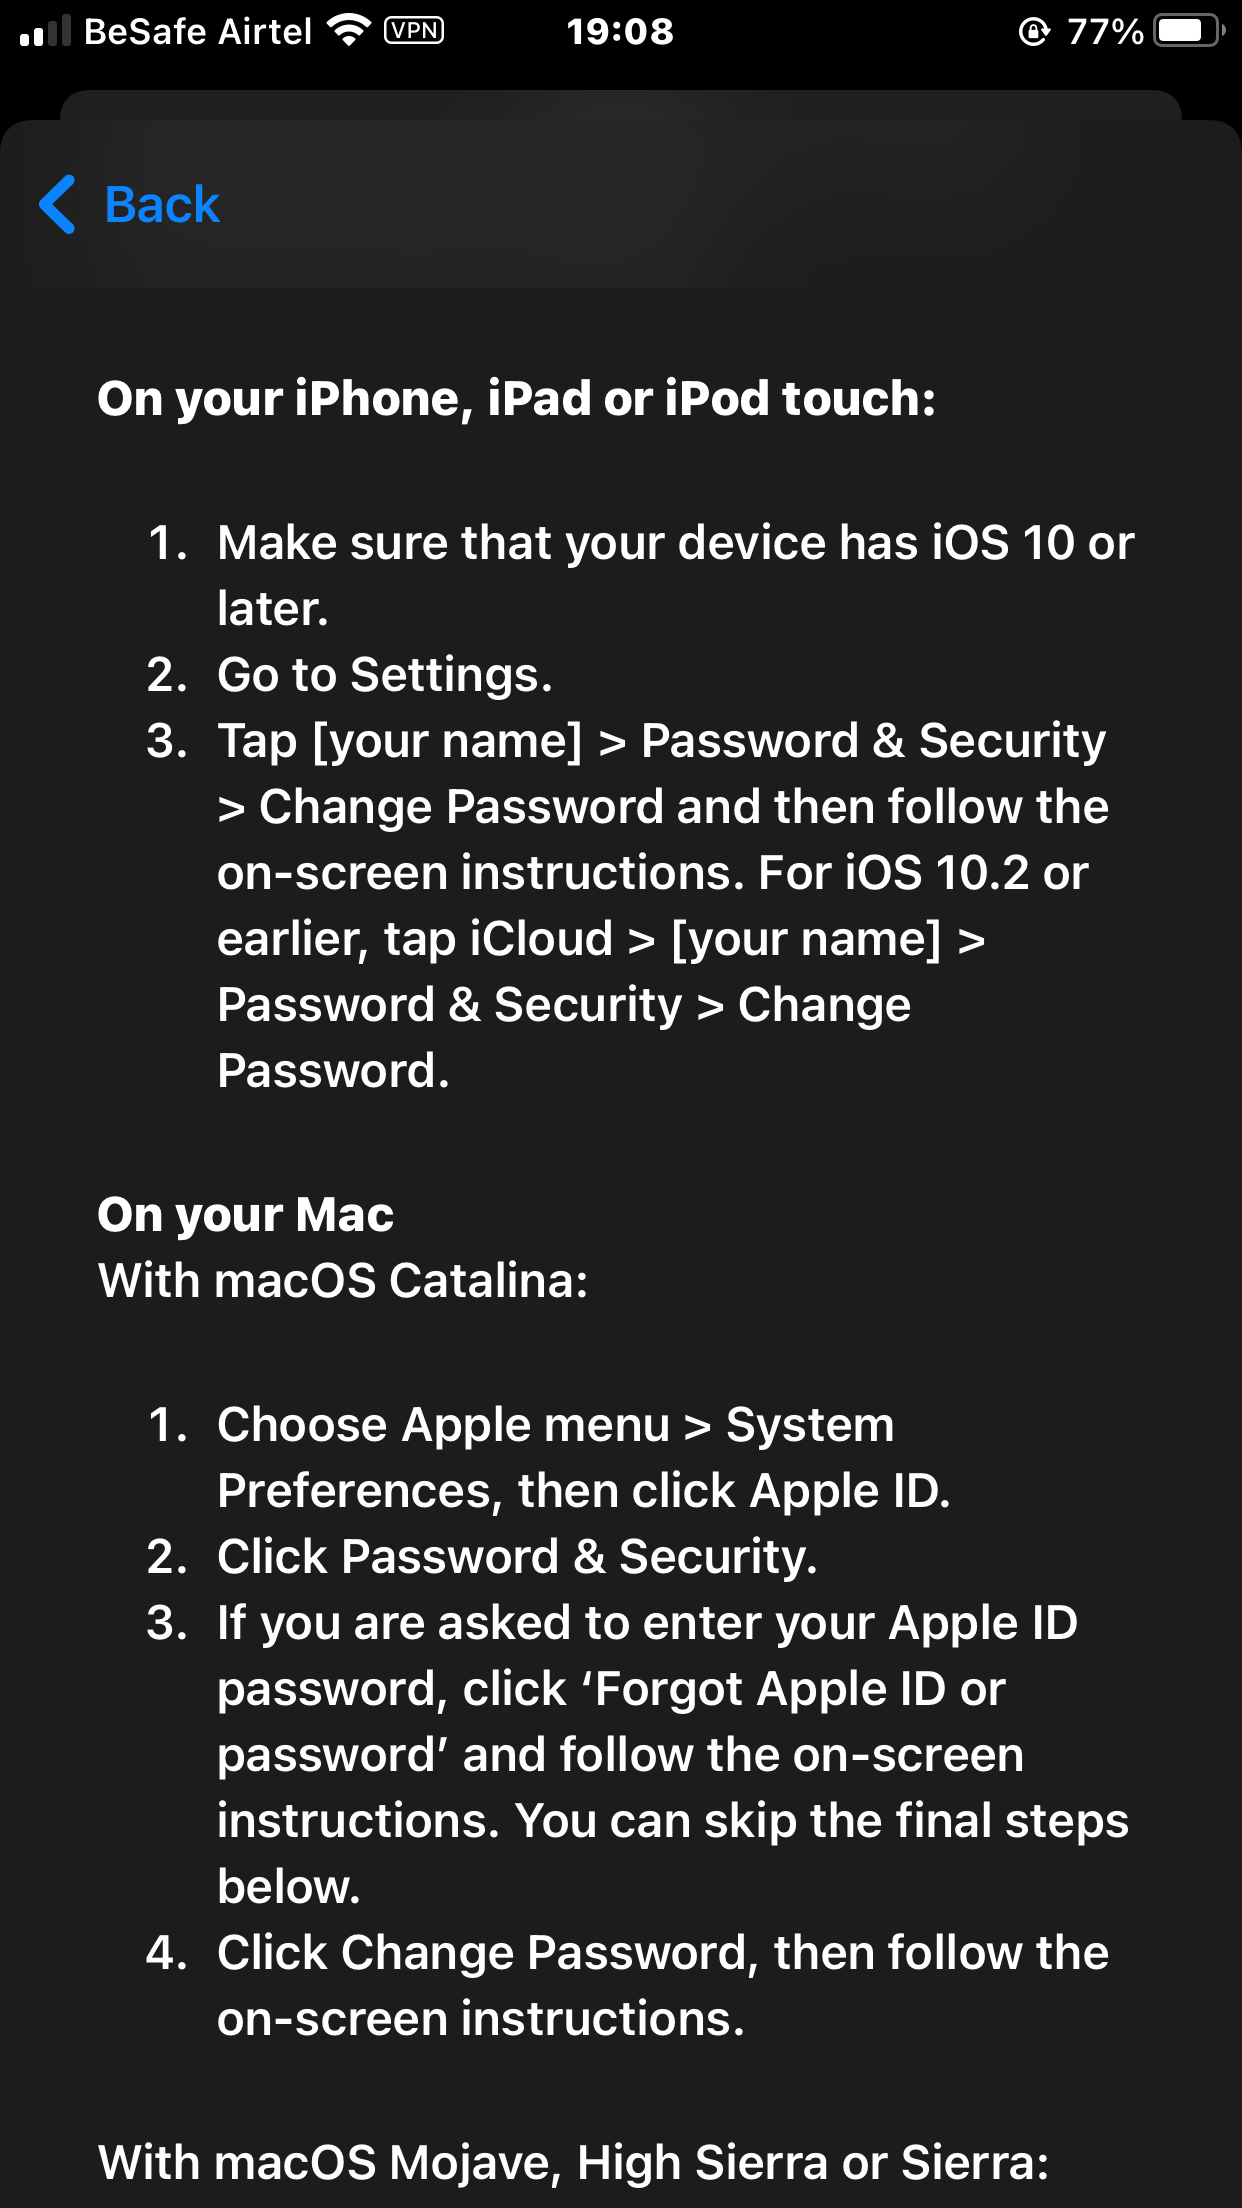 BeSafe Airtel VPN 19:08 77%
Back
On your iPhone, iPad or iPod touch:
1. Make sure that your device has iOS 10 or
later.
2. Go to Settings.
3. Tap [your name] > Password & Security
> Change Password and then follow the
on-screen instructions. For iOS 10.2 or
earlier, tap iCloud > [your name] >
Password & Security > Change
Password.
On your Mac
With macOS Catalina:
1. Choose Apple menu > System
Preferences, then click Apple ID.
2. Click Password & Security.
3. If you are asked to enter your Apple ID
password, click ‘Forgot Apple ID or
password’ and follow the on-screen
instructions. You can skip the final steps
below.
4. Click Change Password, then follow the
on-screen instructions.
With macOS Mojave, High Sierra or Sierra: